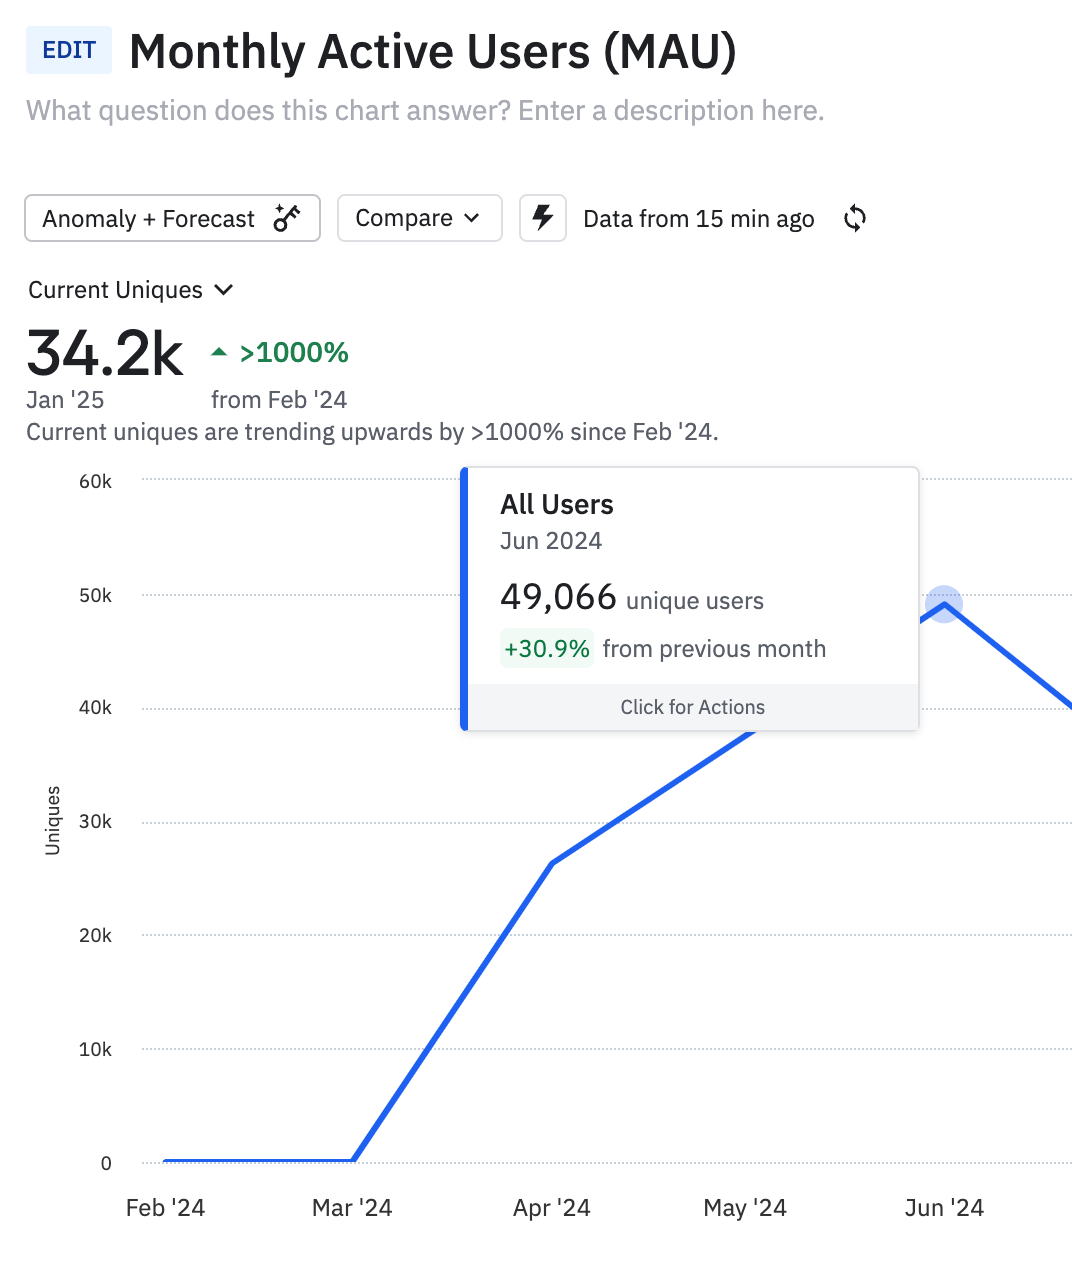 EDIT Monthly Active Users (MAU)
What question does this chart answer? Enter a description here.
Anomaly + Forecast Compare Data from 15 min ago
Current Uniques
34.2k >1000%
Jan '25 from Feb '24
Current uniques are trending upwards by >1000% since Feb '24.
60k
All Users
Jun 2024
49,066 unique users
+30.9% from previous month
Click for Actions
50k
40k
30k
20k
10k
0
Uniques
Feb '24 Mar '24 Apr '24 May '24 Jun '24